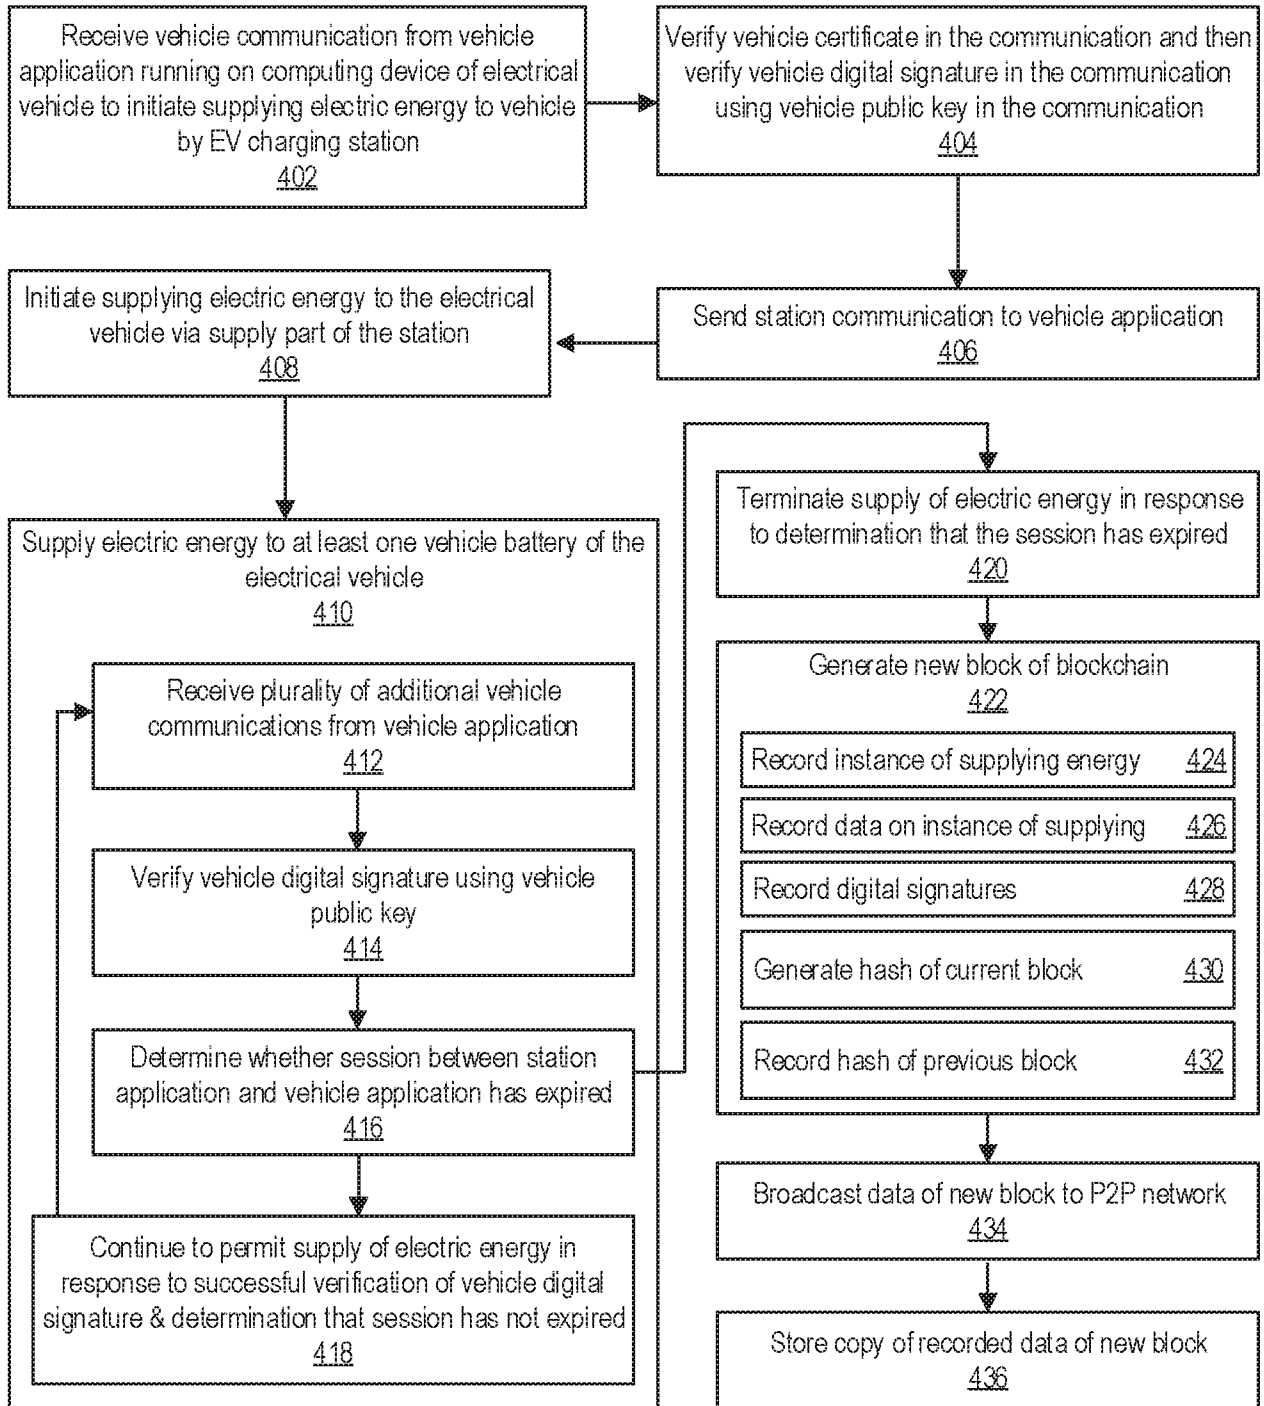 Receive vehicle communication from vehicle
application running on computing device of electrical
vehicle to initiate supplying electric energy to vehicle
by EV charging station
402
Verify vehicle certificate in the communication and then
verify vehicle digital signature in the communication
using vehicle public key in the communication
404
Send station communication to vehicle application
406
Initiate supplying electric energy to the electrical
vehicle via supply part of the station
408
Supply electric energy to at least one vehicle battery of the
electrical vehicle
410
Receive plurality of additional vehicle
communications from vehicle application
412
Verify vehicle digital signature using vehicle
public key
414
Determine whether session between station
application and vehicle application has expired
416
Continue to permit supply of electric energy in
response to successful verification of vehicle digital
signature & determination that session has not expired
418
Terminate supply of electric energy in response
to determination that the session has expired
420
Generate new block of blockchain
422
Record instance of supplying energy 424
Record data on instance of supplying 426
Record digital signatures 428
Generate hash of current block 430
Record hash of previous block 432
Broadcast data of new block to P2P network
434
Store copy of recorded data of new block
436